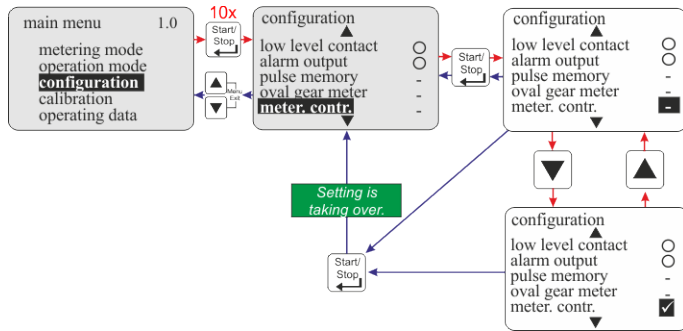 main menu 1.0
metering mode
operation mode
configuration
calibration
operating data
10x
Start/
Stop
Menu
Exit
configuration
low level contact
alarm output
pulse memory -
oval gear meter -
meter. contr. -
Start/
Stop
configuration
low level contact
alarm output
pulse memory -
oval gear meter -
meter. contr. -
Setting is
taking over.
Start/
Stop
configuration
low level contact
alarm output
pulse memory -
oval gear meter -
meter. contr. ✓